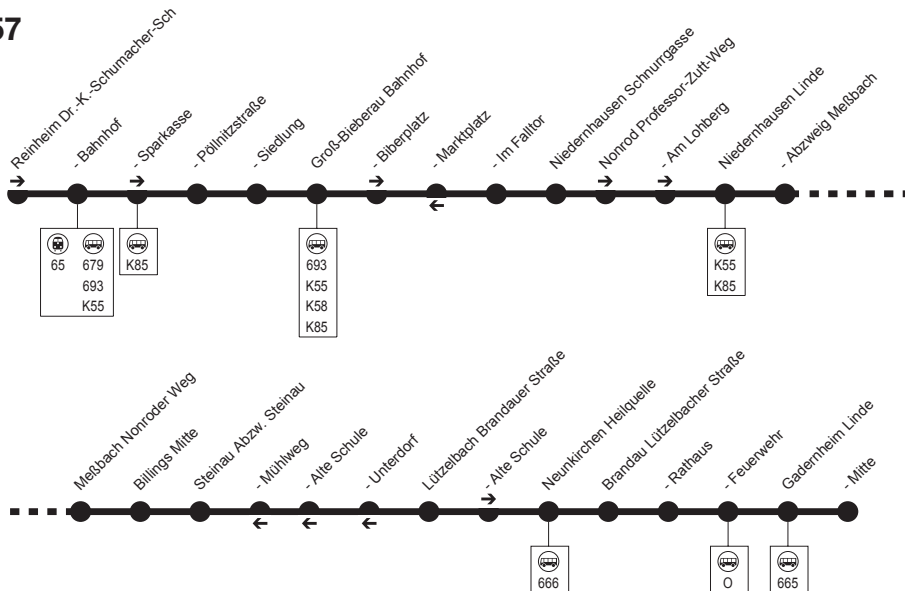 57
Reinheim Dr.-K.-Schumacher-Sch
- Bahnhof
- Sparkasse
- Pöllnitzstraße
- Siedlung
Groß-Bieberau Bahnhof
- Biberplatz
- Marktplatz
- Im Falltor
Niedernhausen Schnurrgasse
Nonrod Professor-Zutt-Weg
- Am Lohberg
Niedernhausen Linde
- Abzweig Meßbach
65 679
693
K55
K85
693
K55
K58
K85
K55
K85
Meßbach Nonroder Weg
Billings Mitte
Steinau Abzw. Steinau
- Mühlweg
- Alte Schule
- Unterdorf
Lützelbach Brandauer Straße
- Alte Schule
Neunkirchen Heilquelle
Brandau Lützelbacher Straße
- Rathaus
- Feuerwehr
Gadernheim Linde
- Mitte
666
O
665